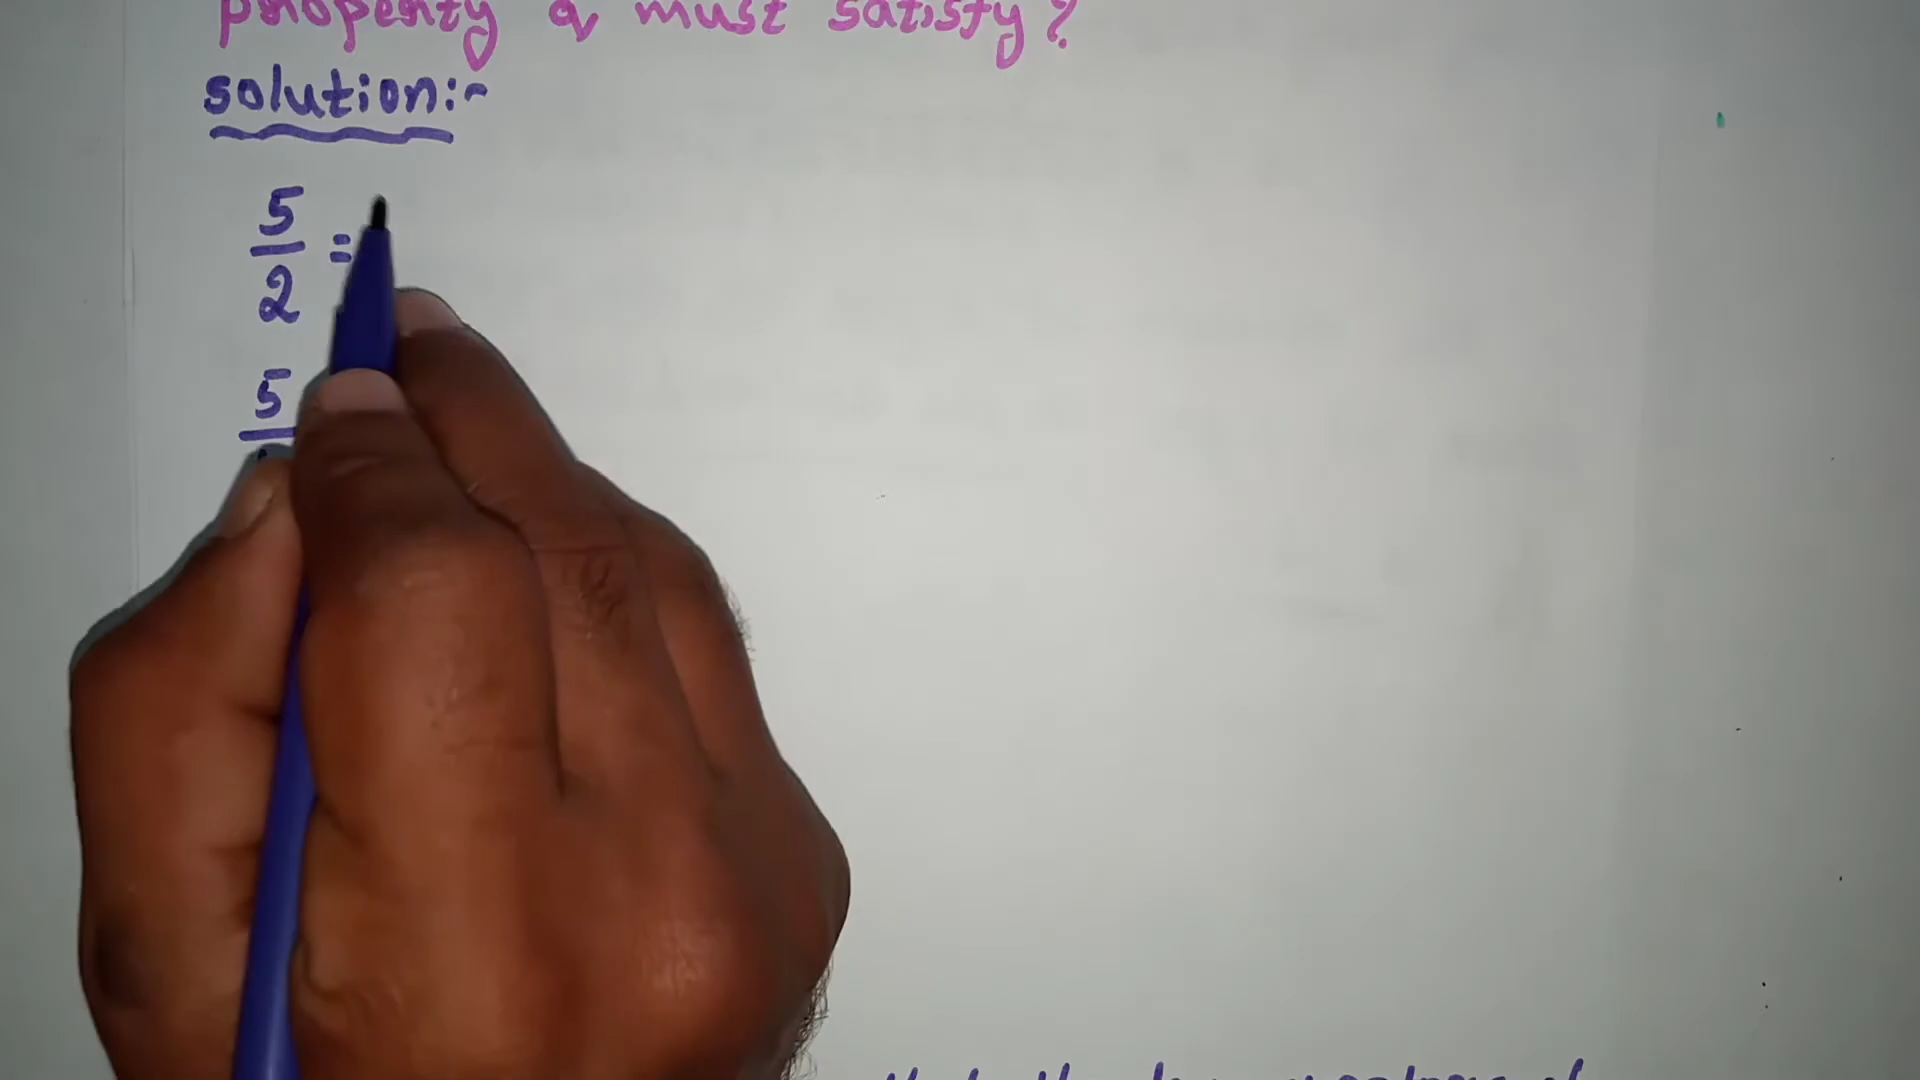 property q must satisfy?
solution:-
5/2 =
5